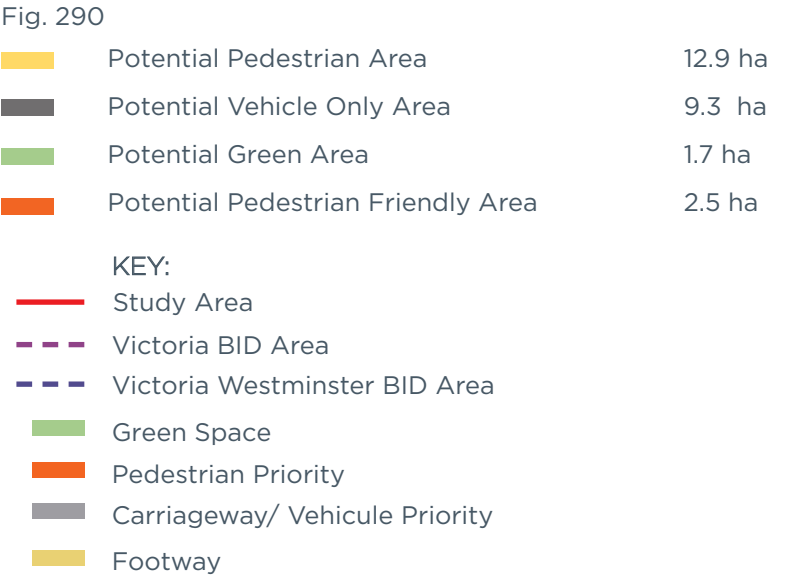 Fig. 290
Potential Pedestrian Area 12.9 ha
Potential Vehicle Only Area 9.3 ha
Potential Green Area 1.7 ha
Potential Pedestrian Friendly Area 2.5 ha
KEY:
Study Area
Victoria BID Area
Victoria Westminster BID Area
Green Space
Pedestrian Priority
Carriageway/ Vehicule Priority
Footway